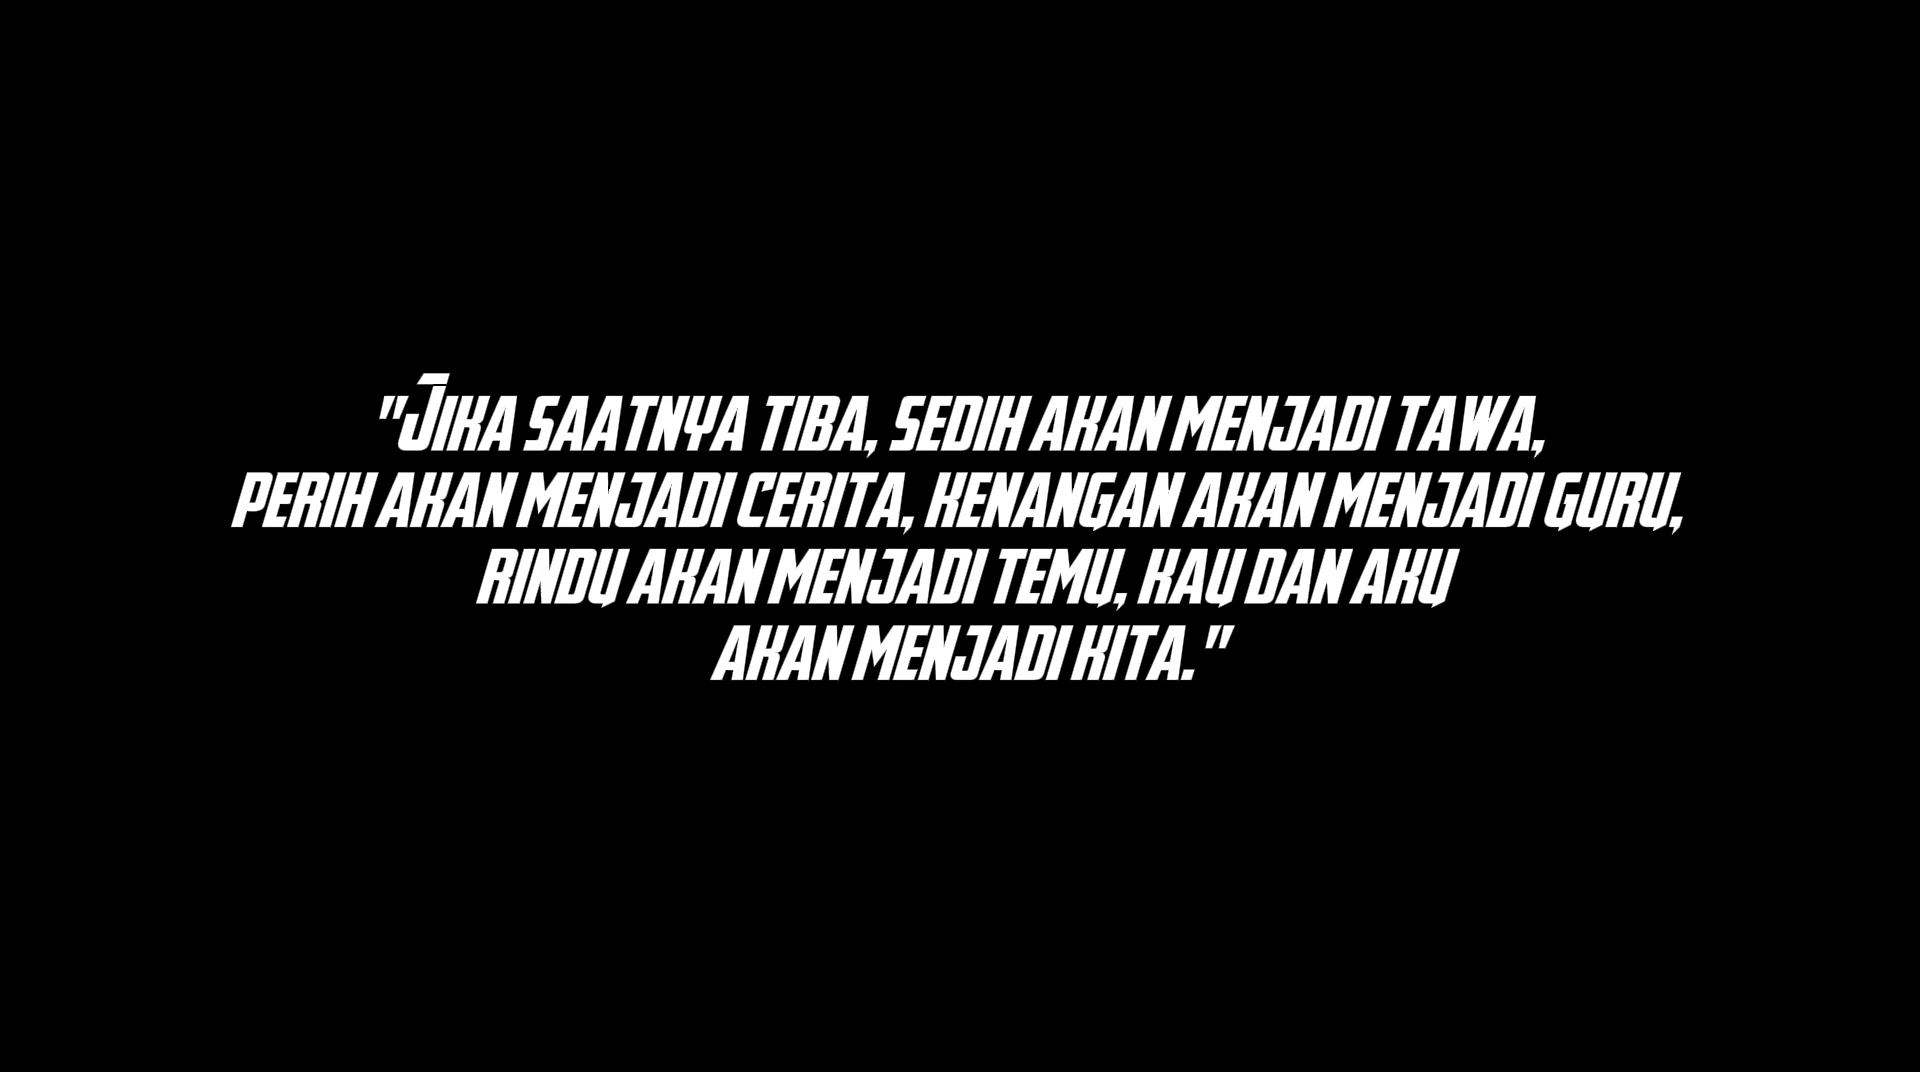 "JIKA SAATNYA TIBA, SEDIH AKAN MENJADI TAWA,
PERIH AKAN MENJADI CERITA, KENANGAN AKAN MENJADI GURU,
RINDU AKAN MENJADI TEMU, KAU DAN AKU
AKAN MENJADI KITA."